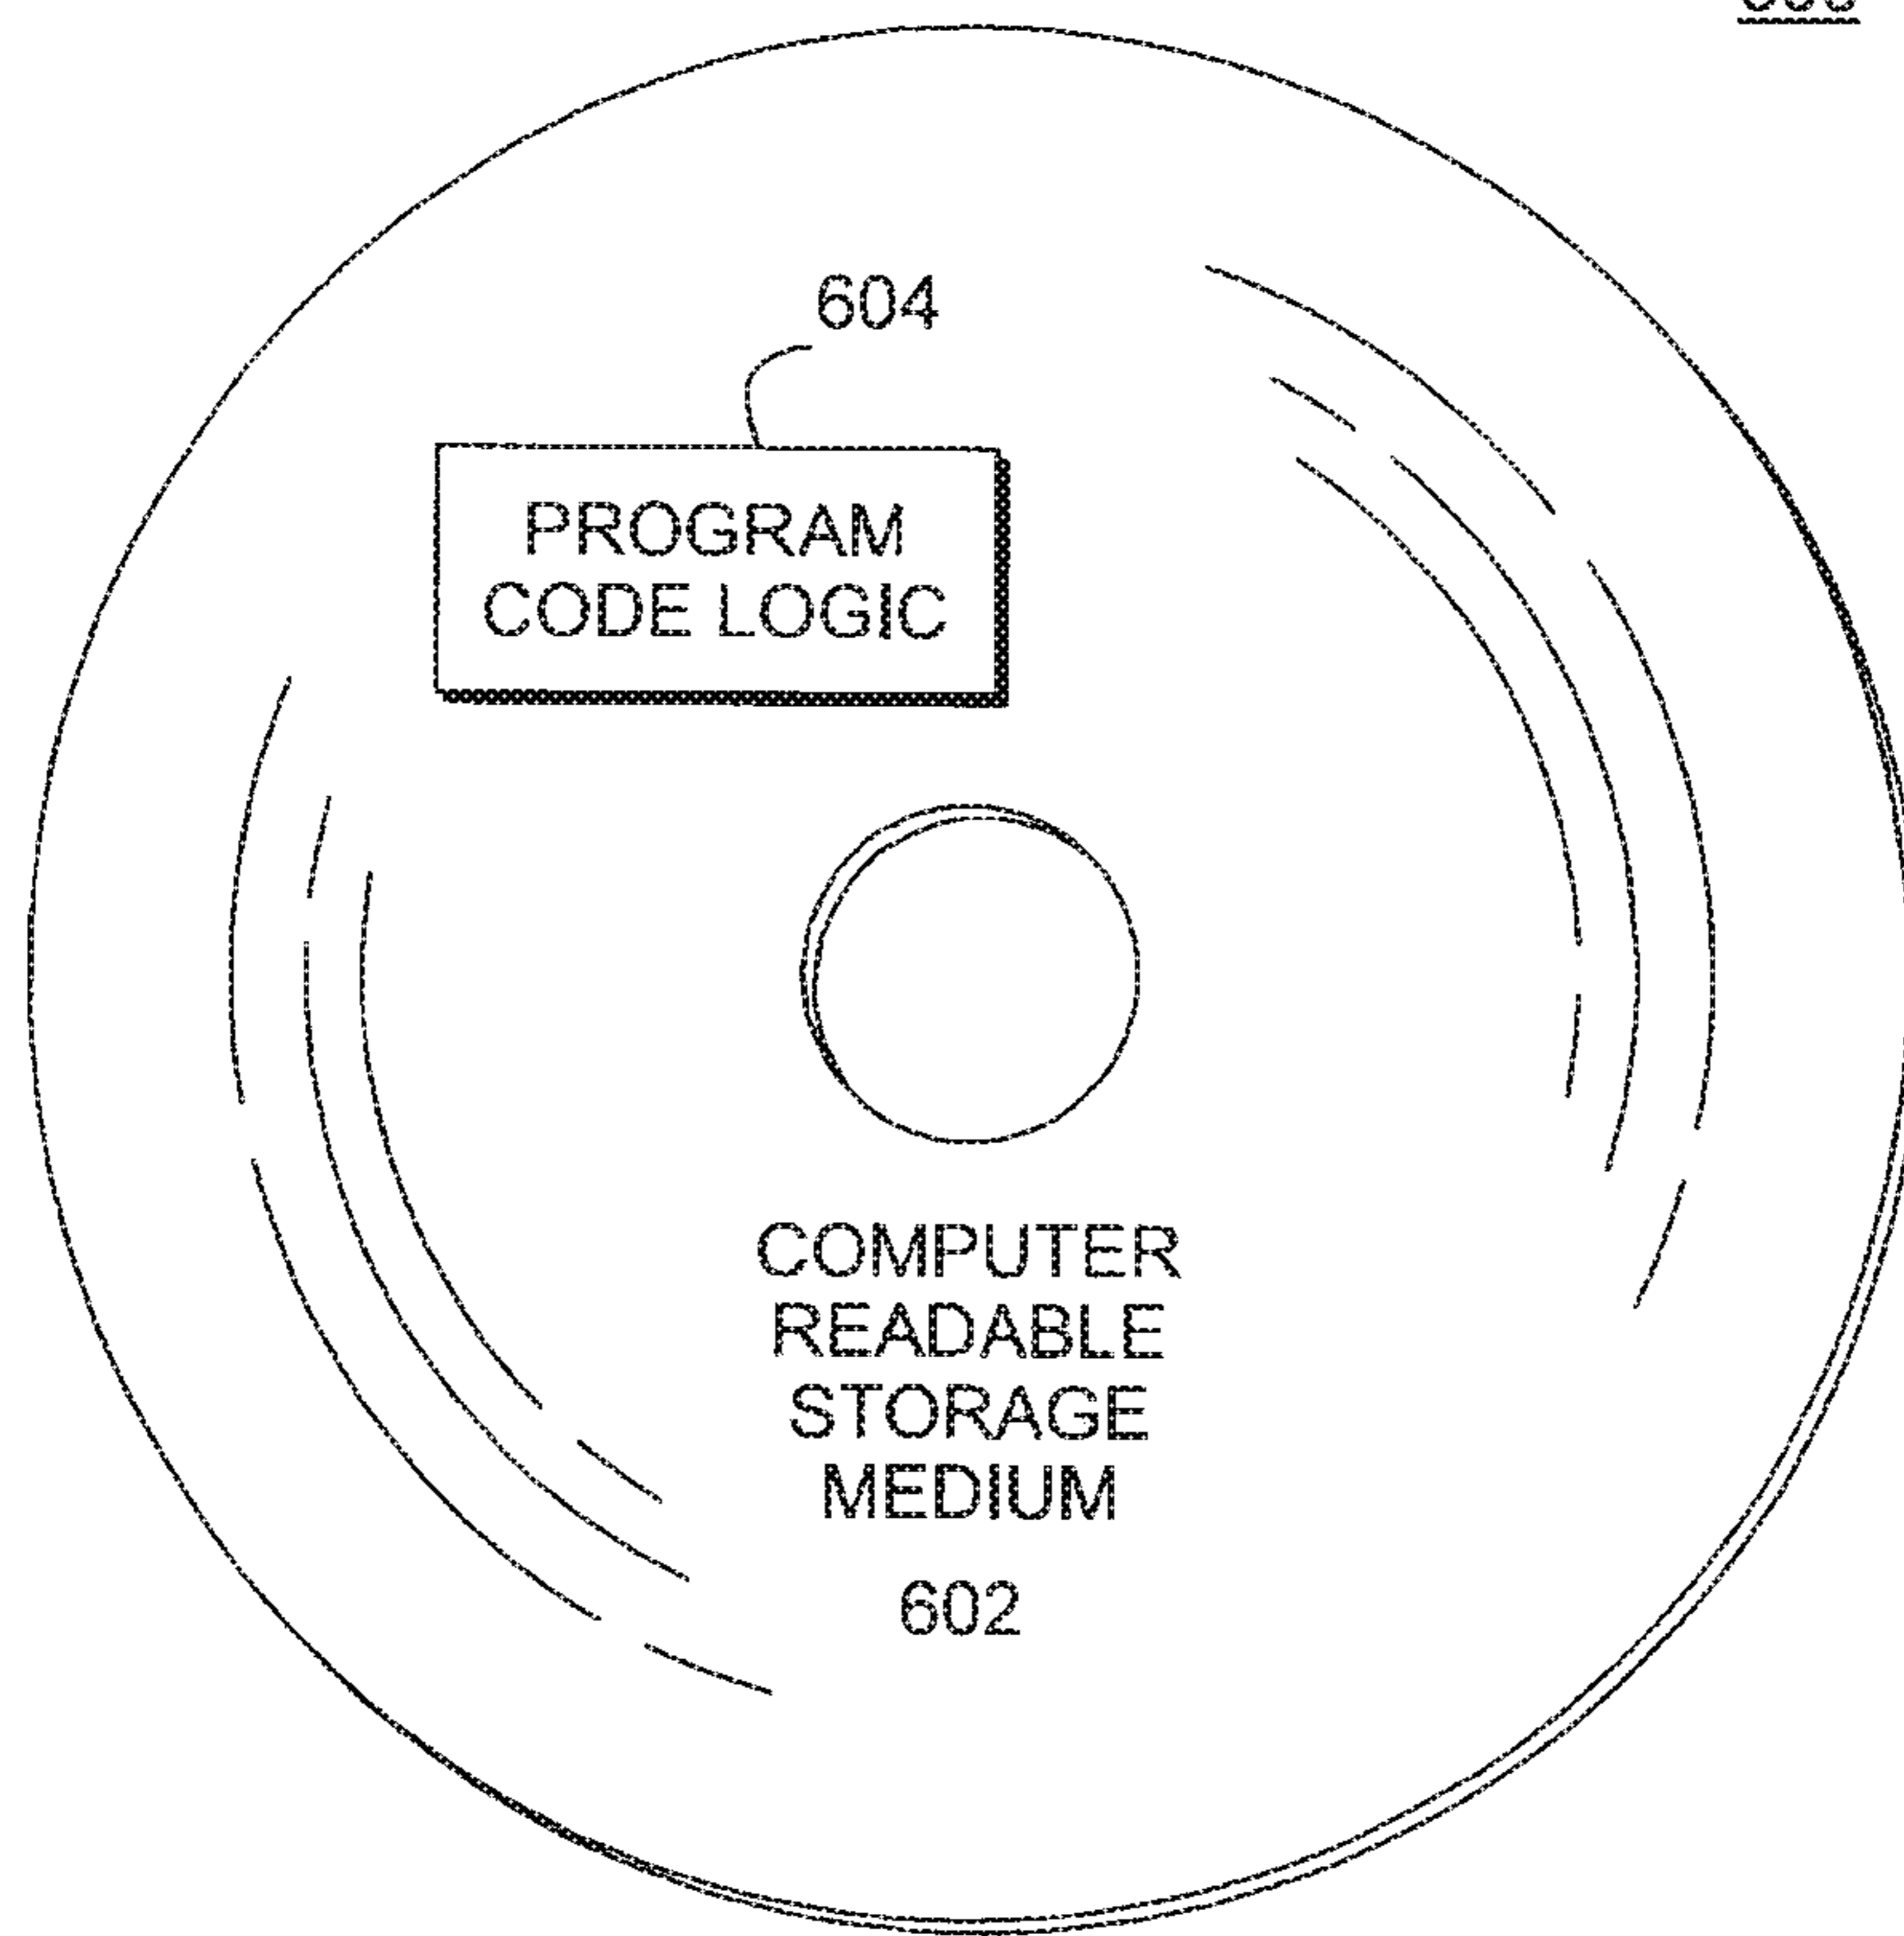 604
PROGRAM
CODE LOGIC
COMPUTER
READABLE
STORAGE
MEDIUM
602